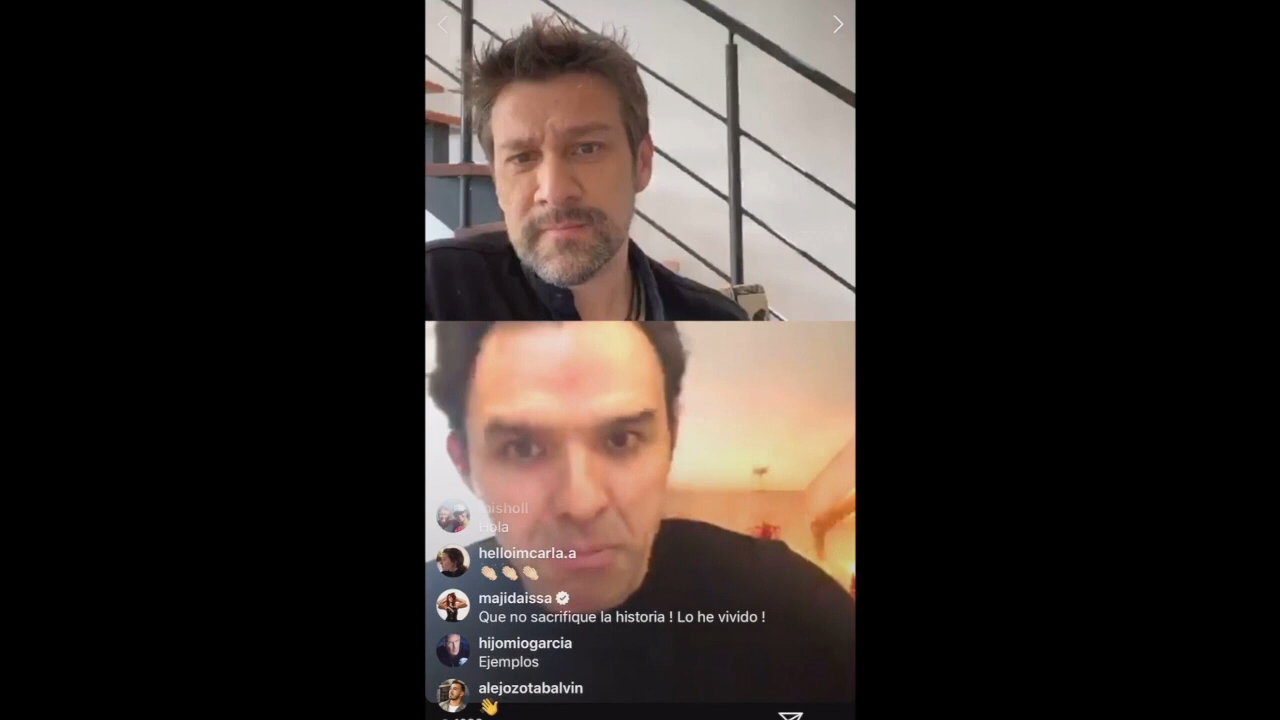 Hola
helloimcarla.a
👏🏻👏🏻👏🏻
majidaissa
Que no sacrifique la historia ! Lo he vivido !
hijomiogarcia
Ejemplos
alejozotabalvin
👋